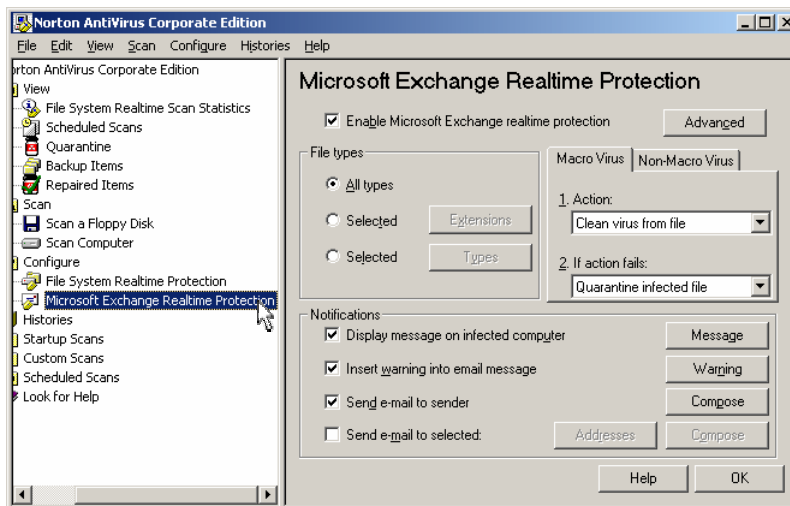 Norton AntiVirus Corporate Edition
File Edit View Scan Configure Histories Help
orton AntiVirus Corporate Edition
View
File System Realtime Scan Statistics
Scheduled Scans
Quarantine
Backup Items
Repaired Items
Scan
Scan a Floppy Disk
Scan Computer
Configure
File System Realtime Protection
Microsoft Exchange Realtime Protection
Histories
Startup Scans
Custom Scans
Scheduled Scans
Look for Help
Microsoft Exchange Realtime Protection
Enable Microsoft Exchange realtime protection Advanced
File types
All types
Selected Extensions
Selected Types
Macro Virus Non-Macro Virus
1. Action:
Clean virus from file
2. If action fails:
Quarantine infected file
Notifications
Display message on infected computer Message
Insert warning into email message Warning
Send e-mail to sender Compose
Send e-mail to selected: Addresses Compose
Help OK